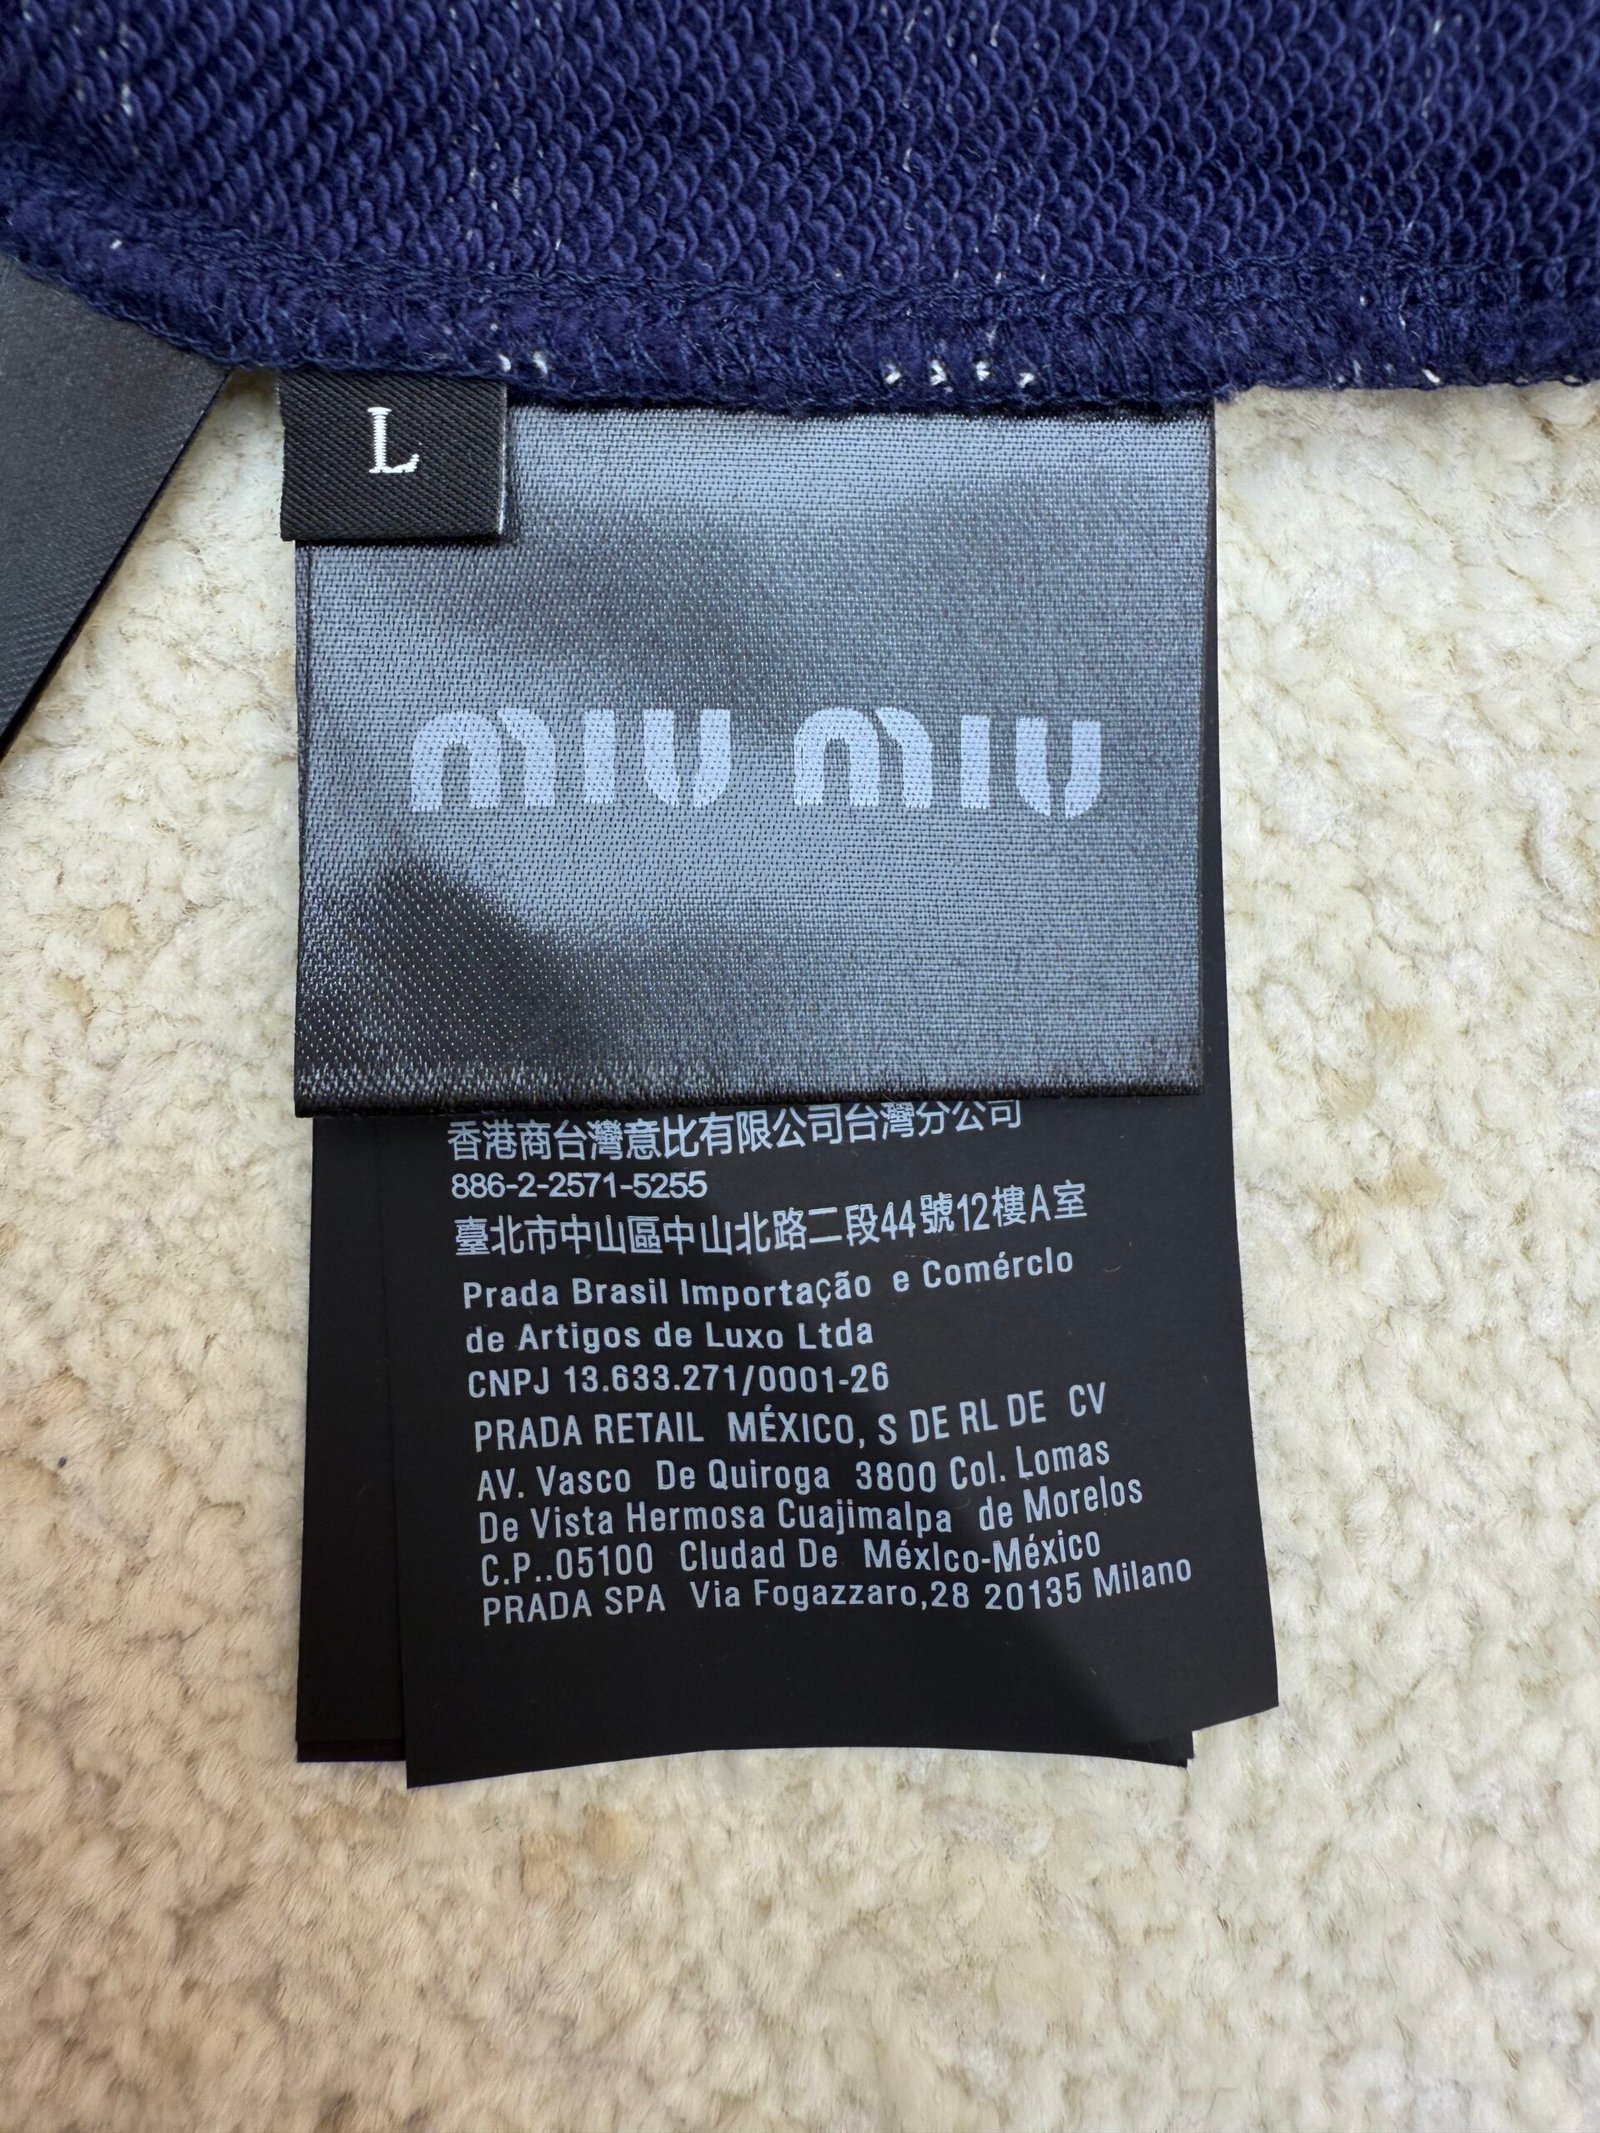 L
miu miu
香港商台灣意比有限公司台灣分公司
886-2-2571-5255
臺北市中山區中山北路二段44號12樓A室
Prada Brasil Importação e Comérclo
de Artigos de Luxo Ltda
CNPJ 13.633.271/0001-26
PRADA RETAIL MÉXICO, S DE RL DE CV
AV. Vasco De Quiroga 3800 Col. Lomas
De Vista Hermosa Cuajimalpa de Morelos
C.P..05100 Cludad De Méxlco-México
PRADA SPA Via Fogazzaro,28 20135 Milano